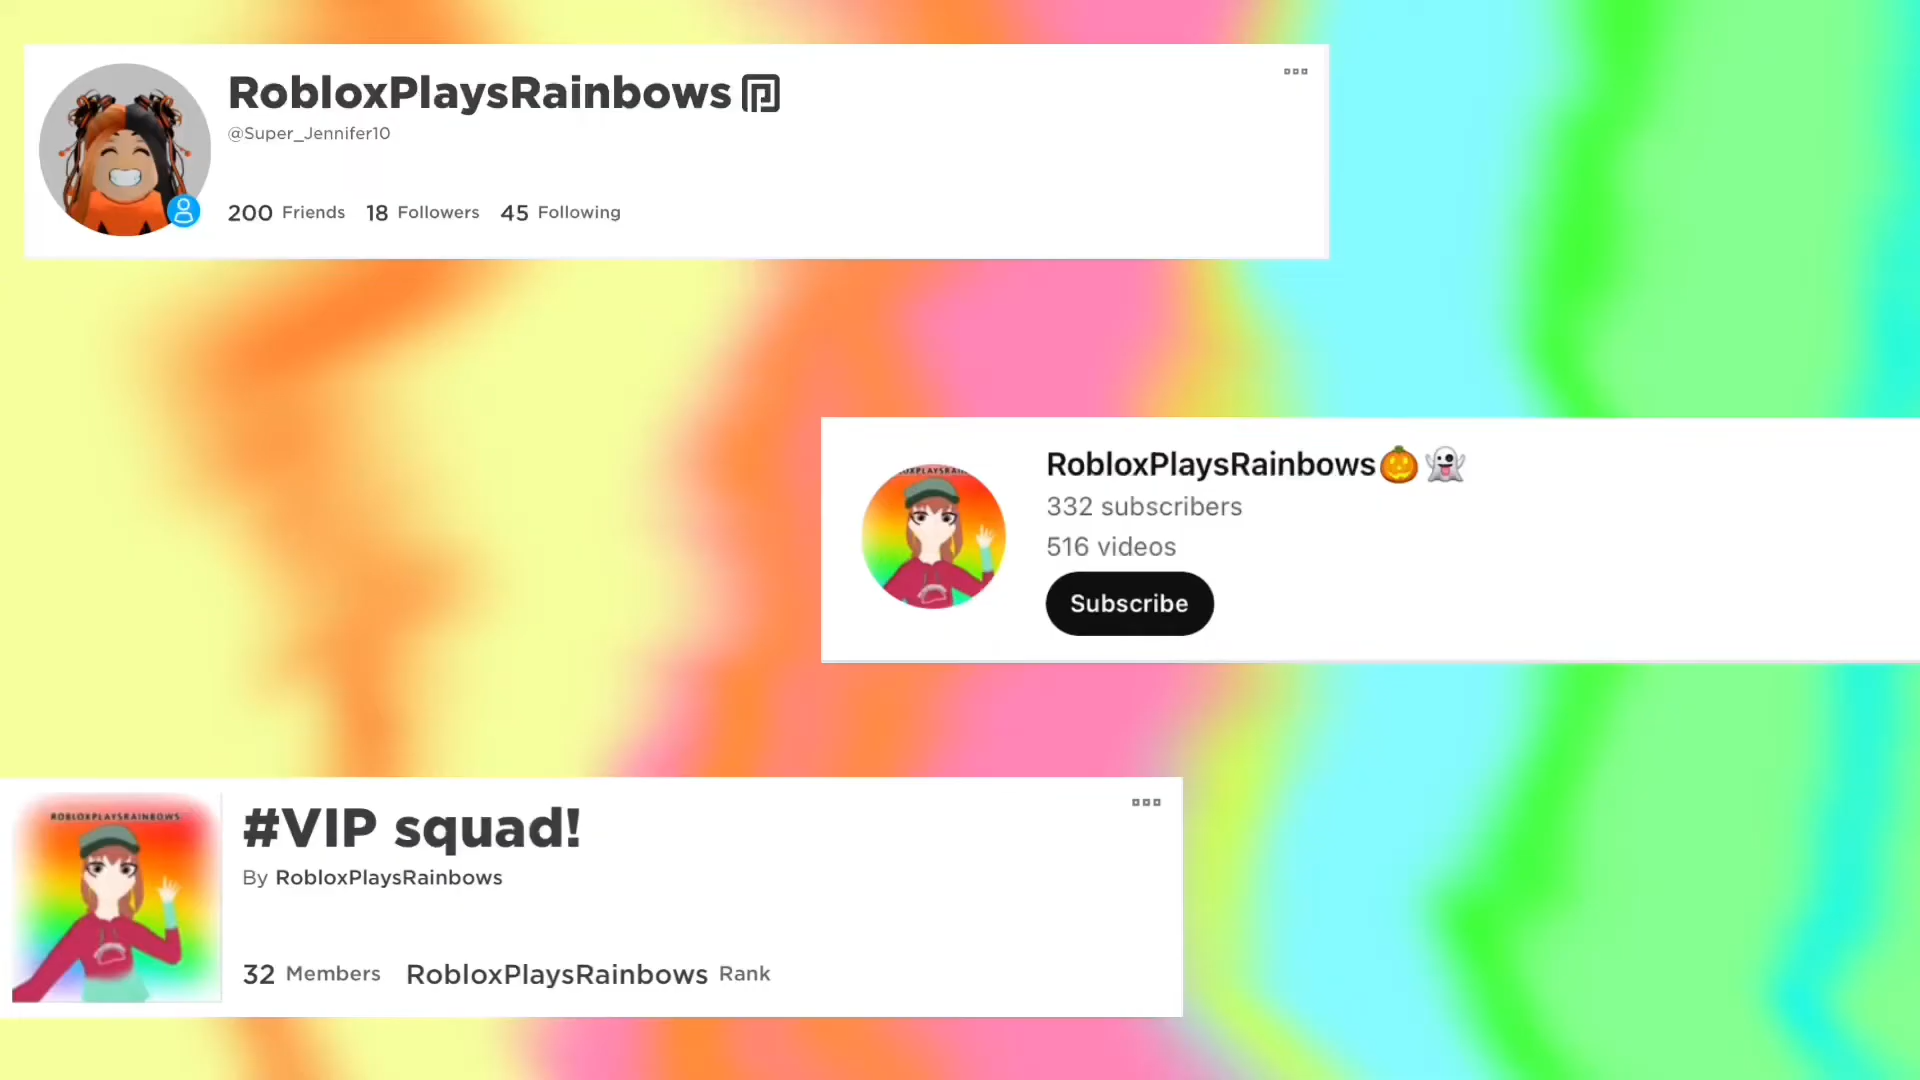 RobloxPlaysRainbows
@Super_Jennifer10
200 Friends 18 Followers 45 Following
RobloxPlaysRainbows🎃👻
332 subscribers
516 videos
Subscribe
ROBLOXPLAYSRAINBOWS
#VIP squad!
By RobloxPlaysRainbows
32 Members RobloxPlaysRainbows Rank